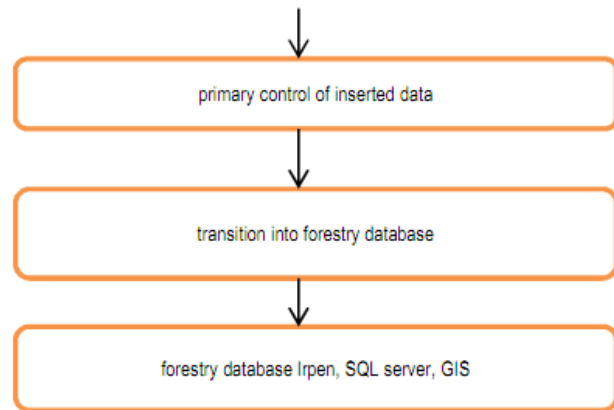 primary control of inserted data
transition into forestry database
forestry database Irpen, SQL server, GIS